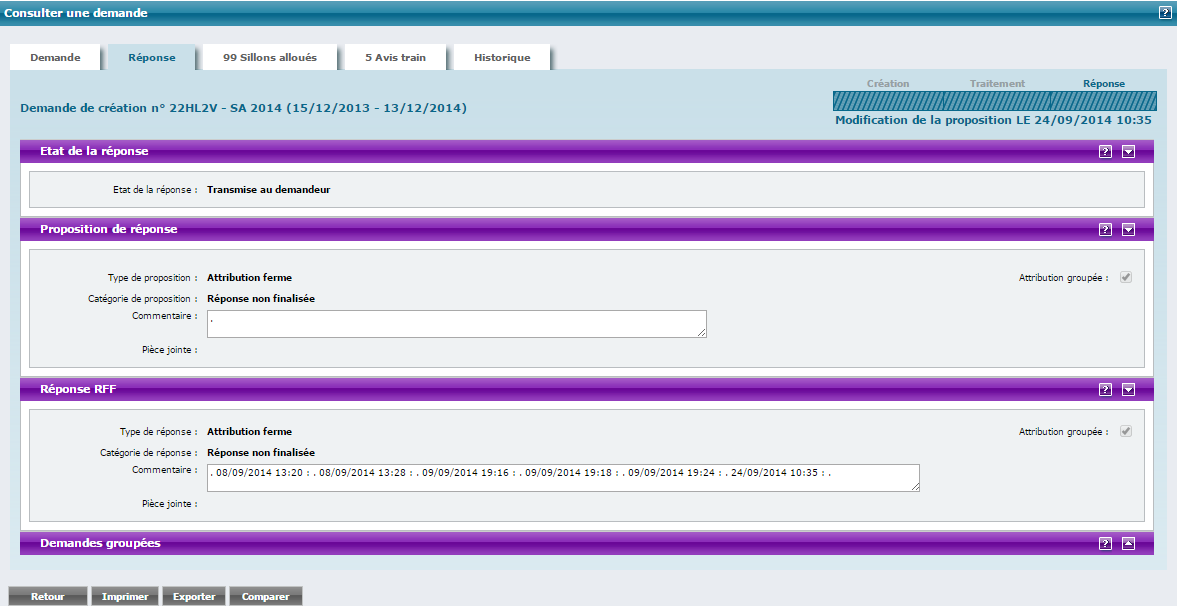 Consulter une demande ?
Demande Réponse 99 Sillons alloués 5 Avis train Historique
Création Traitement Réponse
Demande de création n° 22HL2V - SA 2014 (15/12/2013 - 13/12/2014)
Modification de la proposition LE 24/09/2014 10:35
Etat de la réponse ?
Etat de la réponse : Transmise au demandeur
Proposition de réponse ?
Type de proposition : Attribution ferme Attribution groupée :
Catégorie de proposition : Réponse non finalisée
Commentaire : .
Pièce jointe :
Réponse RFF ?
Type de réponse : Attribution ferme Attribution groupée :
Catégorie de réponse : Réponse non finalisée
Commentaire : . 08/09/2014 13:20 : . 08/09/2014 13:28 : . 09/09/2014 19:16 : . 09/09/2014 19:18 : . 09/09/2014 19:24 : . 24/09/2014 10:35 : .
Pièce jointe :
Demandes groupées ?
Retour Imprimer Exporter Comparer